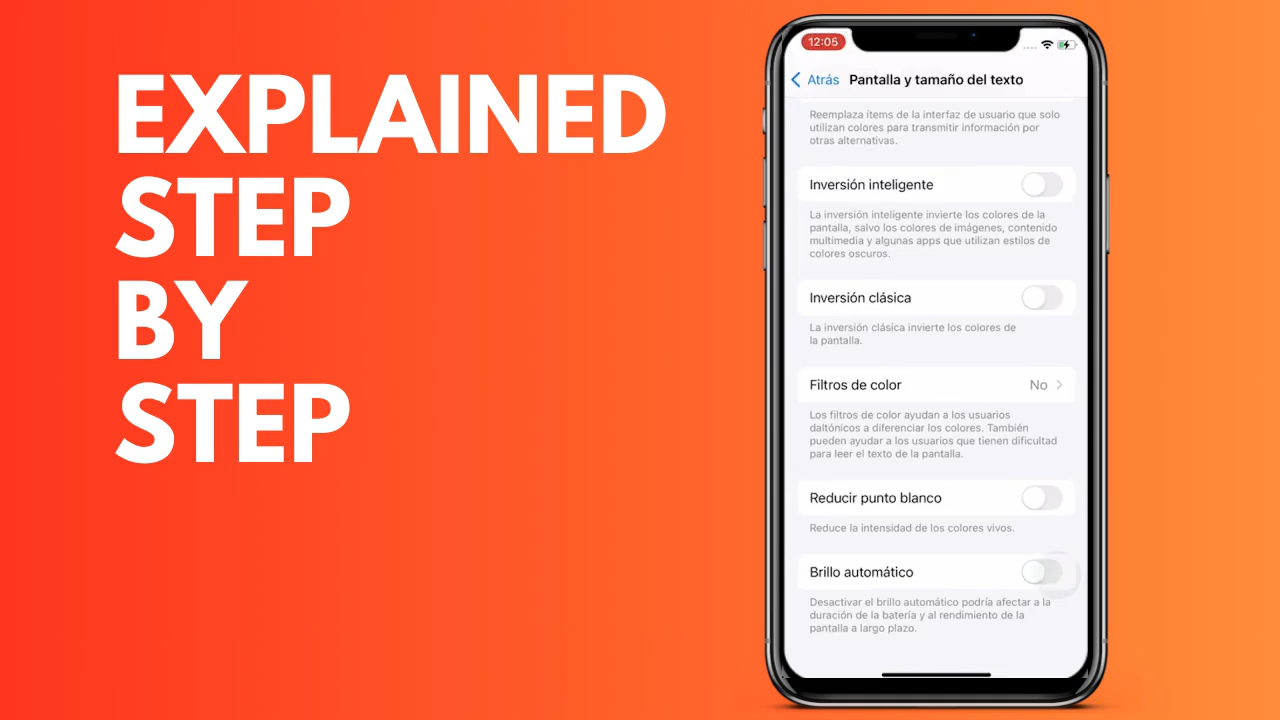 EXPLAINED
STEP
BY
STEP
12:05
Atrás Pantalla y tamaño del texto
Reemplaza ítems de la interfaz de usuario que solo
utilizan colores para transmitir información por
otras alternativas.
Inversión inteligente
La inversión inteligente invierte los colores de la
pantalla, salvo los colores de imágenes, contenido
multimedia y algunas apps que utilizan estilos de
colores oscuros.
Inversión clásica
La inversión clásica invierte los colores de
la pantalla.
Filtros de color No
Los filtros de color ayudan a los usuarios
daltónicos a diferenciar los colores. También
pueden ayudar a los usuarios que tienen dificultad
para leer el texto de la pantalla.
Reducir punto blanco
Reduce la intensidad de los colores vivos.
Brillo automático
Desactivar el brillo automático podría afectar a la
duración de la batería y al rendimiento de la
pantalla a largo plazo.